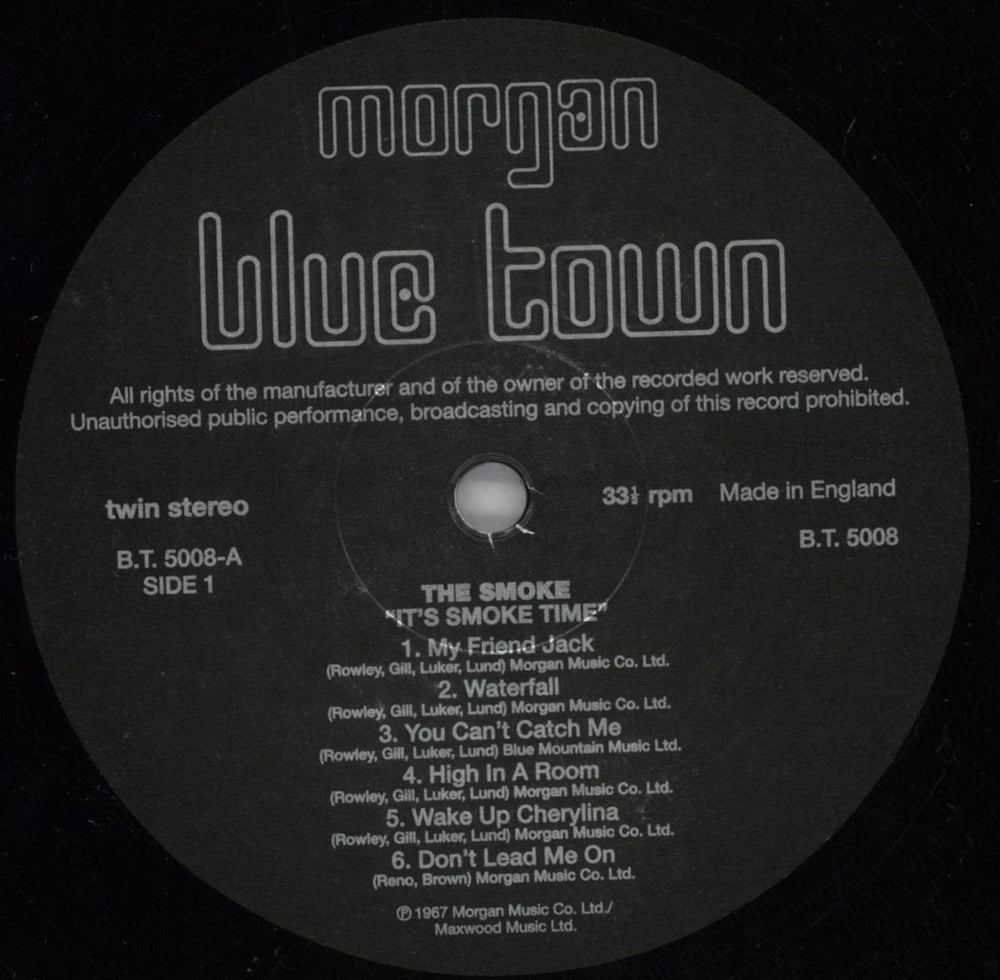 morgan
blue town
All rights of the manufacturer and of the owner of the recorded work reserved.
Unauthorised public performance, broadcasting and copying of this record prohibited.
twin stereo
33⅓ rpm Made in England
B.T. 5008-A
B.T. 5008
SIDE 1
THE SMOKE
"IT'S SMOKE TIME"
1. My Friend Jack
(Rowley, Gill, Luker, Lund) Morgan Music Co. Ltd.
2. Waterfall
(Rowley, Gill, Luker, Lund) Morgan Music Co. Ltd.
3. You Can't Catch Me
(Rowley, Gill, Luker, Lund) Blue Mountain Music Ltd.
4. High In A Room
(Rowley, Gill, Luker, Lund) Morgan Music Co. Ltd.
5. Wake Up Cherylina
(Rowley, Gill, Luker, Lund) Morgan Music Co. Ltd.
6. Don't Lead Me On
(Reno, Brown) Morgan Music Co. Ltd.
℗ 1967 Morgan Music Co. Ltd./
Maxwood Music Ltd.